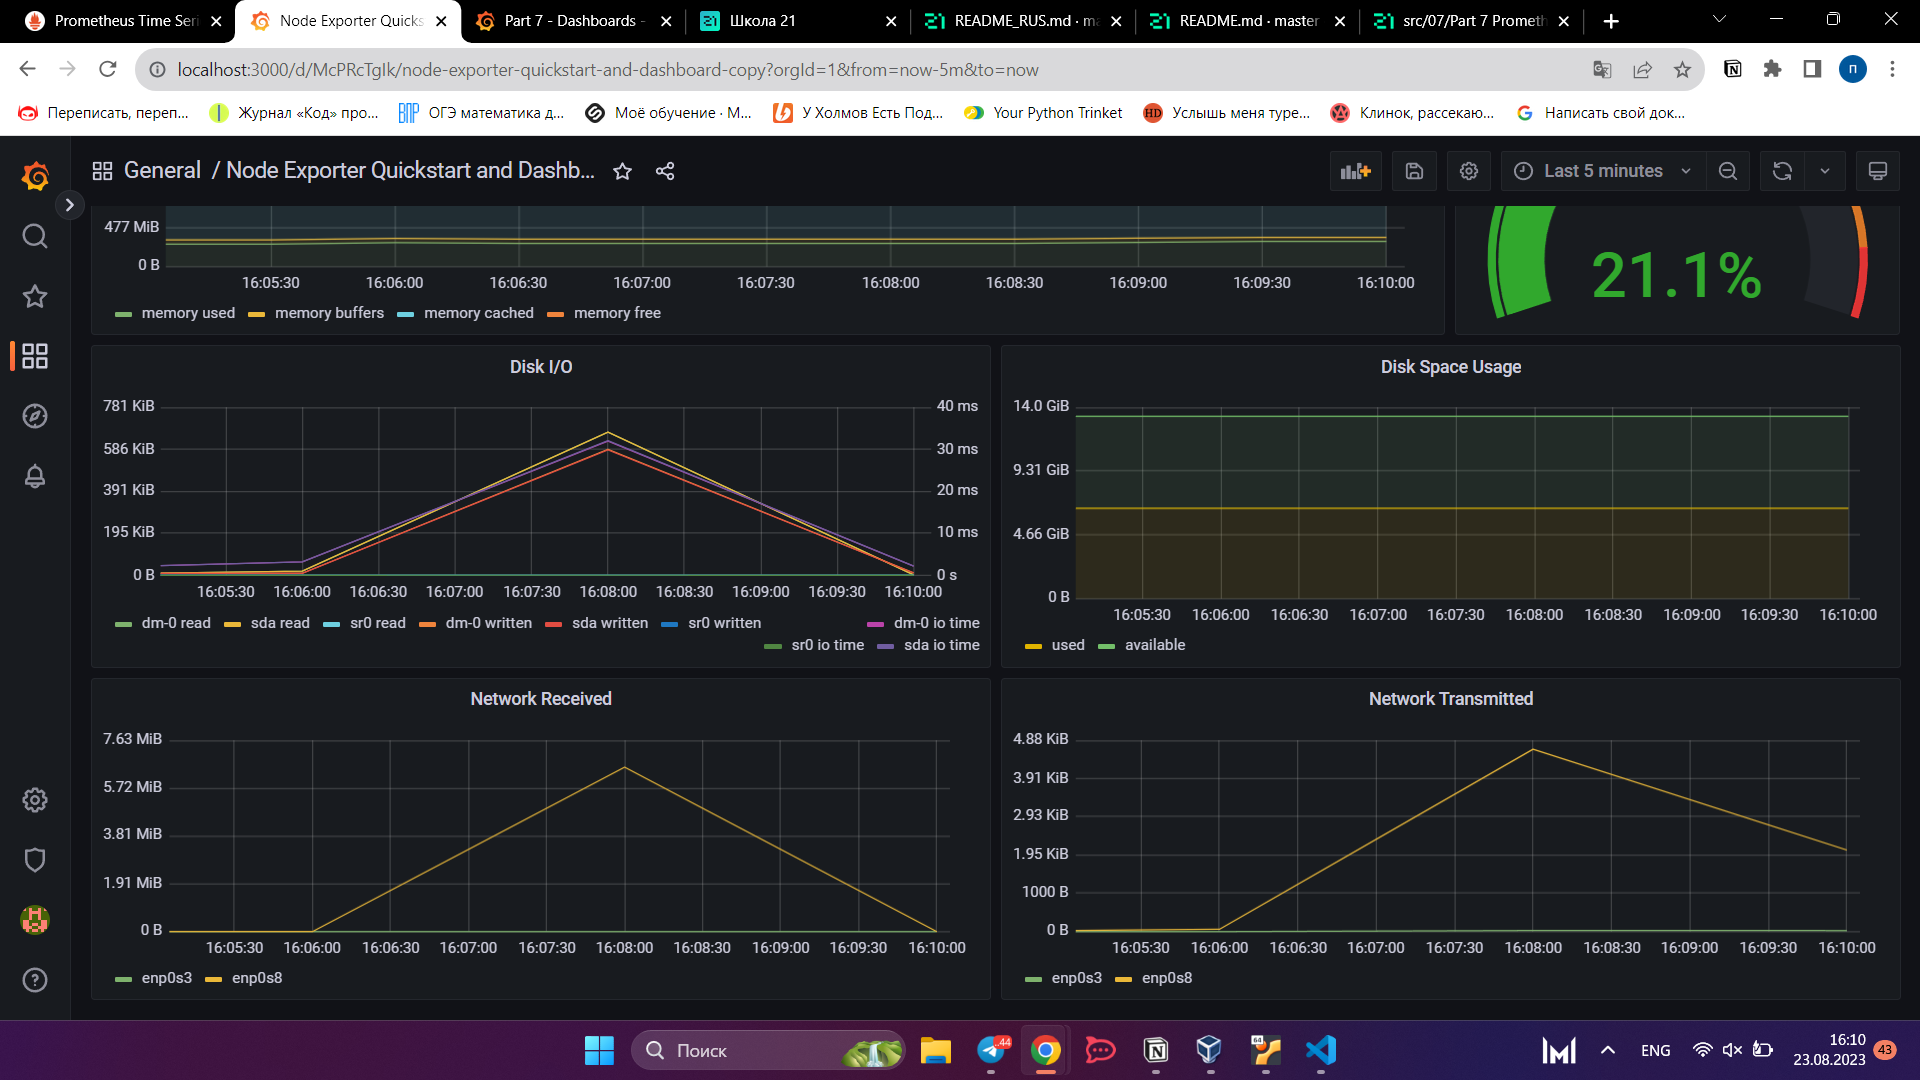 Prometheus Time Seri
Node Exporter Quicks
Part 7 - Dashboards -
Школа 21
README_RUS.md · ma
README.md · master
src/07/Part 7 Prometh
localhost:3000/d/McPRcTgIk/node-exporter-quickstart-and-dashboard-copy?orgId=1&from=now-5m&to=now
П
Переписать, переп...
Журнал «Код» про...
ОГЭ математика д...
Моё обучение · М...
У Холмов Есть Под...
Your Python Trinket
HD Услышь меня туре...
Клинок, рассекаю...
Написать свой док...
General / Node Exporter Quickstart and Dashb...
Last 5 minutes
477 MiB
0 B
16:05:30 16:06:00 16:06:30 16:07:00 16:07:30 16:08:00 16:08:30 16:09:00 16:09:30 16:10:00
memory used memory buffers memory cached memory free
21.1%
Disk I/O
781 KiB
586 KiB
391 KiB
195 KiB
0 B
40 ms
30 ms
20 ms
10 ms
0 s
16:05:30 16:06:00 16:06:30 16:07:00 16:07:30 16:08:00 16:08:30 16:09:00 16:09:30 16:10:00
dm-0 read sda read sr0 read dm-0 written sda written sr0 written dm-0 io time
sr0 io time sda io time
Disk Space Usage
14.0 GiB
9.31 GiB
4.66 GiB
0 B
16:05:30 16:06:00 16:06:30 16:07:00 16:07:30 16:08:00 16:08:30 16:09:00 16:09:30 16:10:00
used available
Network Received
7.63 MiB
5.72 MiB
3.81 MiB
1.91 MiB
0 B
16:05:30 16:06:00 16:06:30 16:07:00 16:07:30 16:08:00 16:08:30 16:09:00 16:09:30 16:10:00
enp0s3 enp0s8
Network Transmitted
4.88 KiB
3.91 KiB
2.93 KiB
1.95 KiB
1000 B
0 B
16:05:30 16:06:00 16:06:30 16:07:00 16:07:30 16:08:00 16:08:30 16:09:00 16:09:30 16:10:00
enp0s3 enp0s8
Поиск
..44
64
ENG
16:10
23.08.2023
43